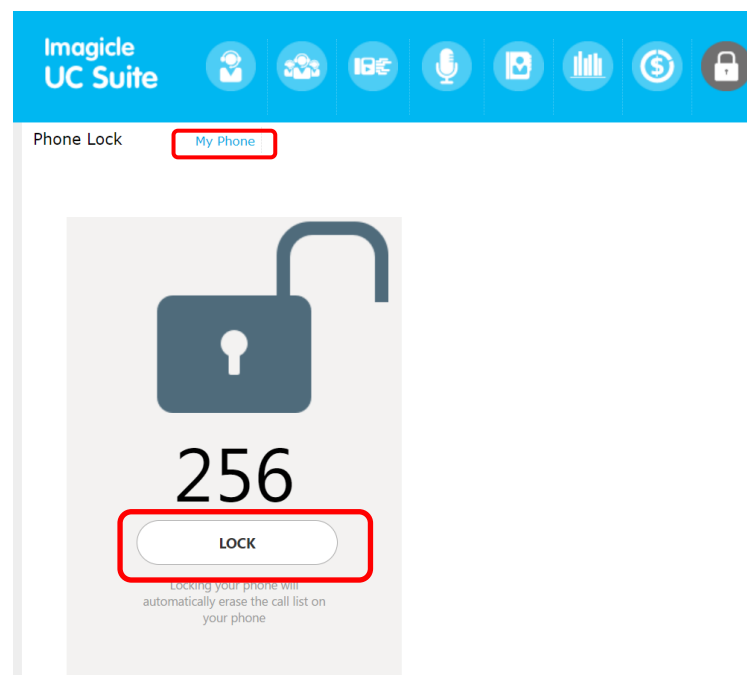 Imagicle
UC Suite
Phone Lock
My Phone
256
LOCK
Locking your phone will
automatically erase the call list on
your phone